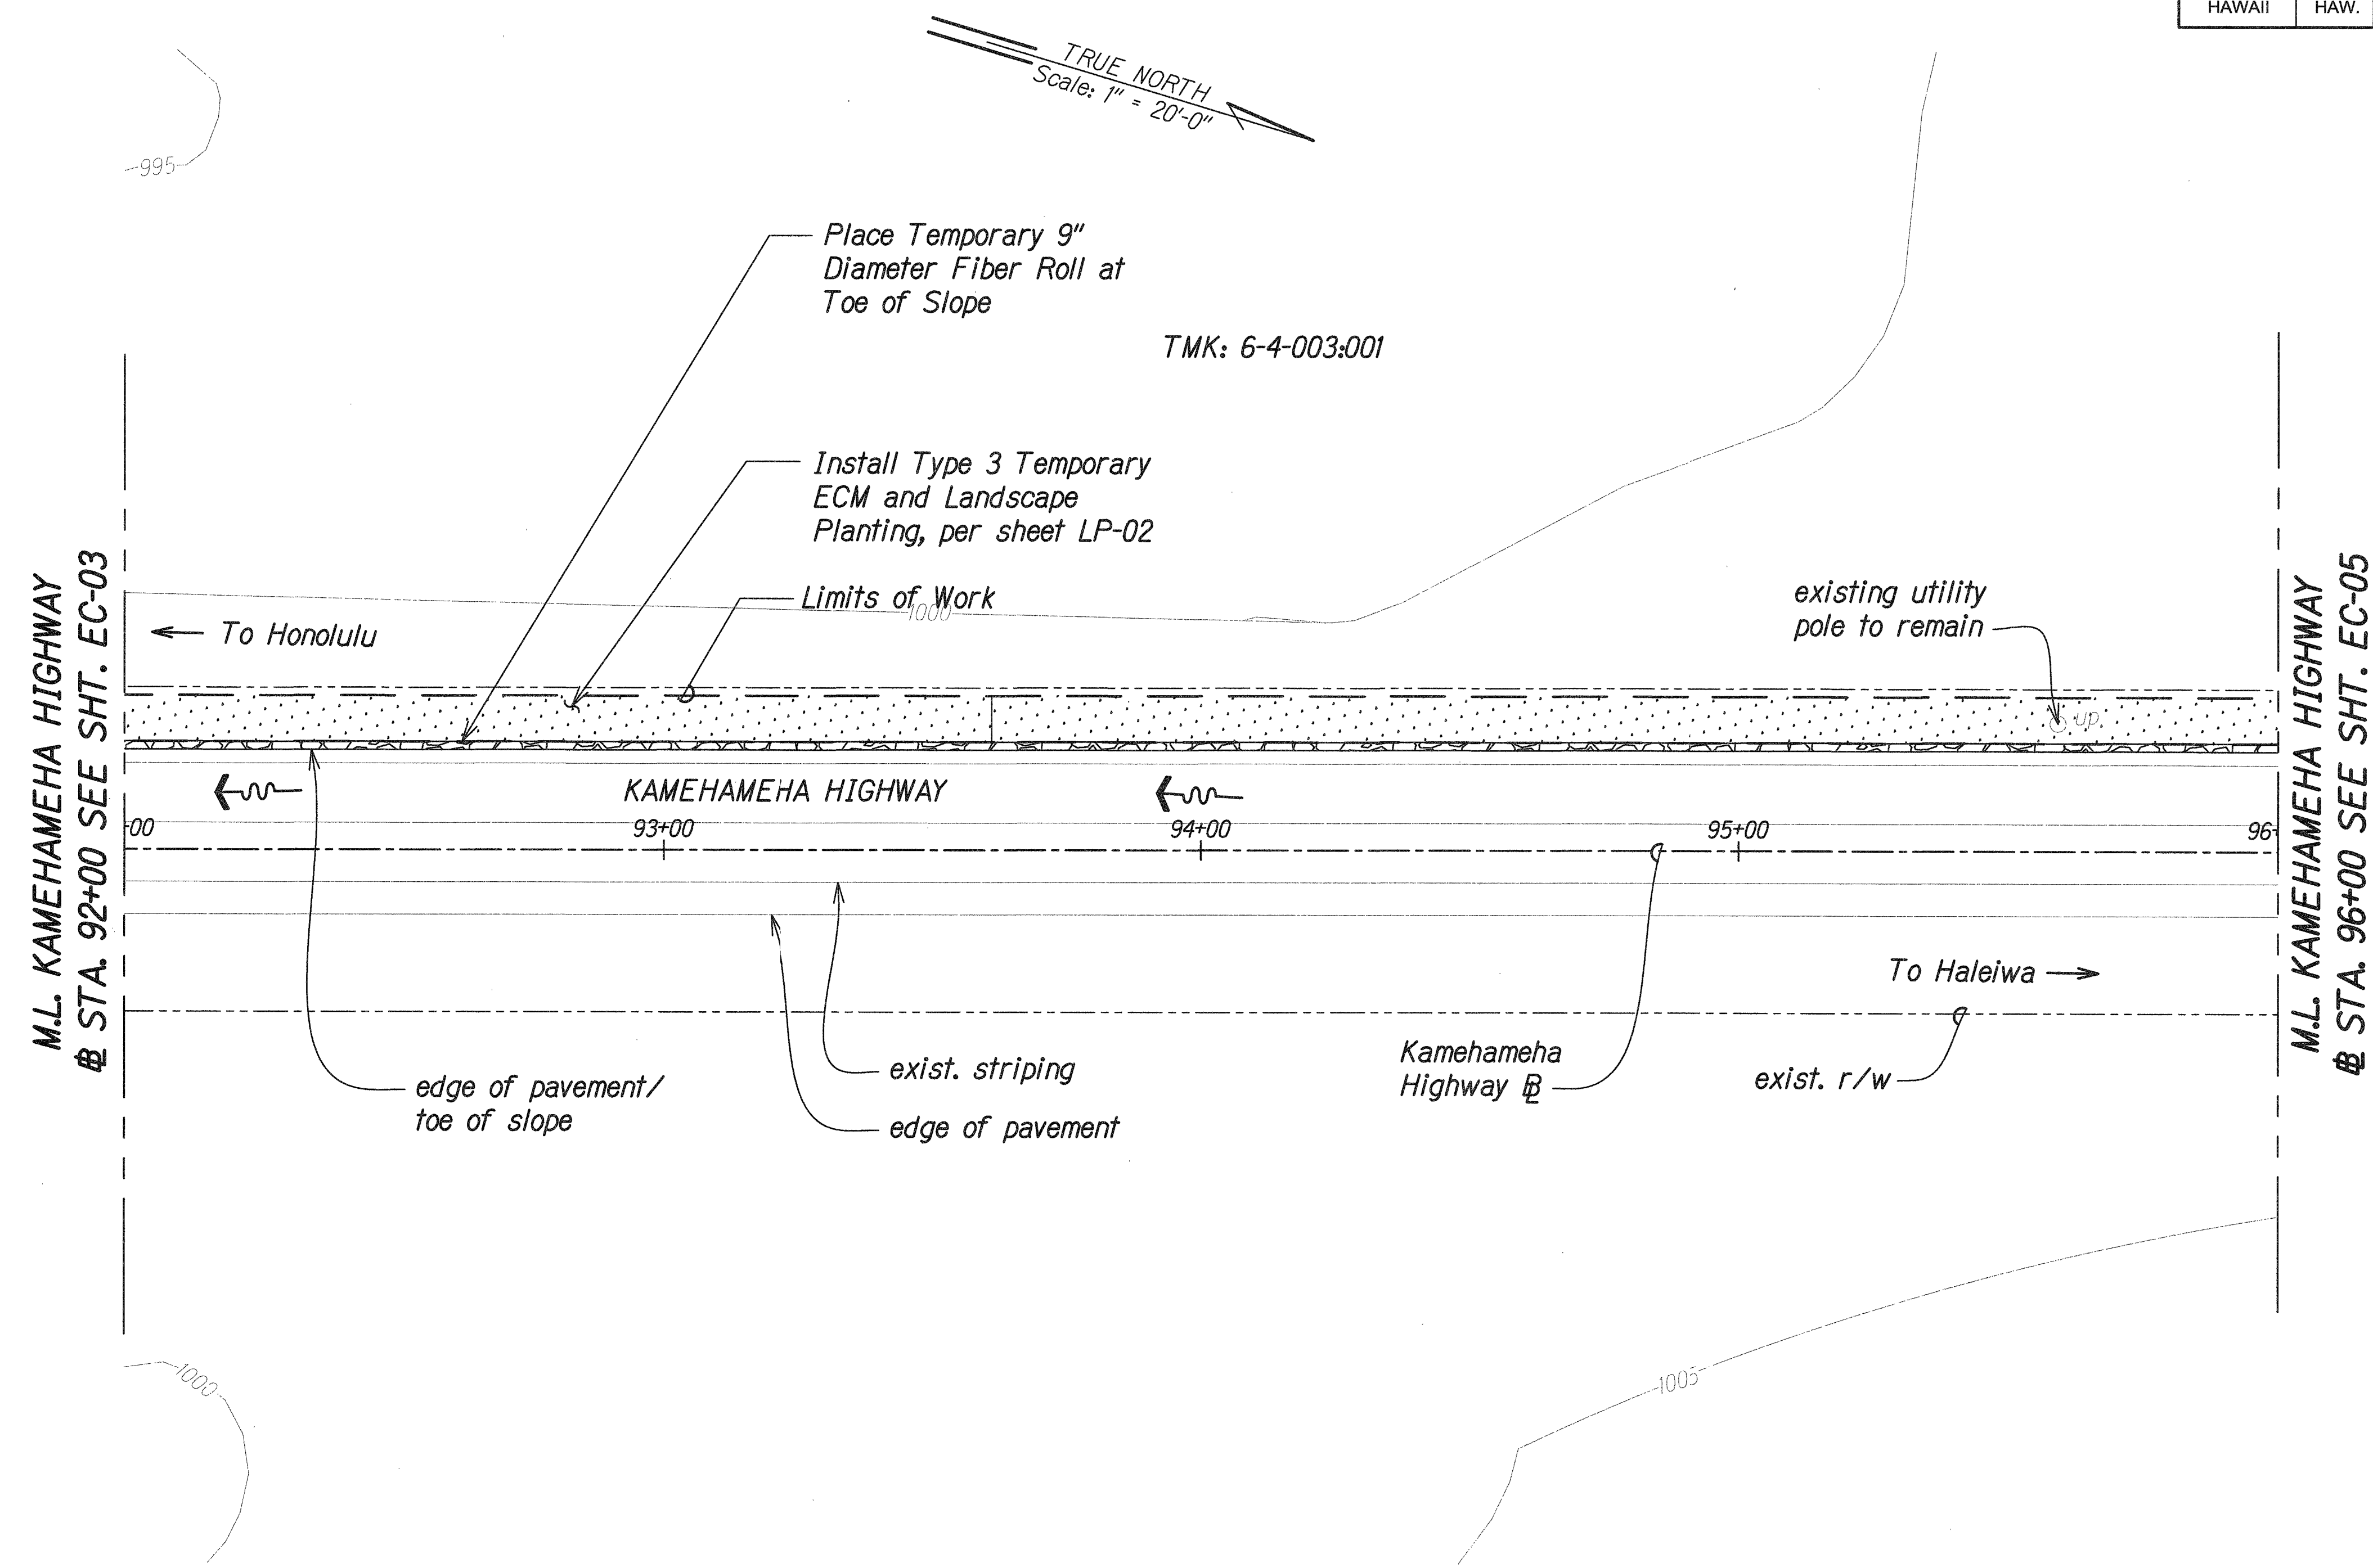 HAWAII HAW.
TRUE NORTH
Scale: 1" = 20'-0"
995
Place Temporary 9"
Diameter Fiber Roll at
Toe of Slope
TMK: 6-4-003:001
Install Type 3 Temporary
ECM and Landscape
Planting, per sheet LP-02
Limits of Work
1000
To Honolulu
existing utility
pole to remain
up
M.L. KAMEHAMEHA HIGHWAY
℄ STA. 92+00 SEE SHT. EC-03
KAMEHAMEHA HIGHWAY
+00 93+00 94+00 95+00 96+
M.L. KAMEHAMEHA HIGHWAY
℄ STA. 96+00 SEE SHT. EC-05
To Haleiwa
edge of pavement/
toe of slope
exist. striping
edge of pavement
Kamehameha
Highway ℄
exist. r/w
1000
1005